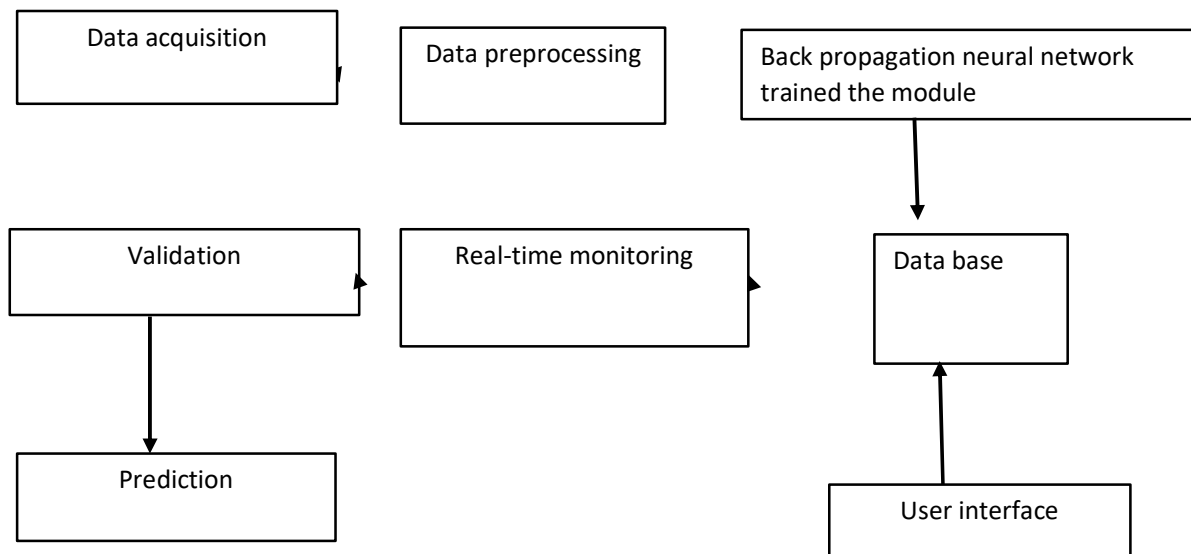 Data acquisition
Data preprocessing
Back propagation neural network
trained the module
Validation
Real-time monitoring
Data base
Prediction
User interface